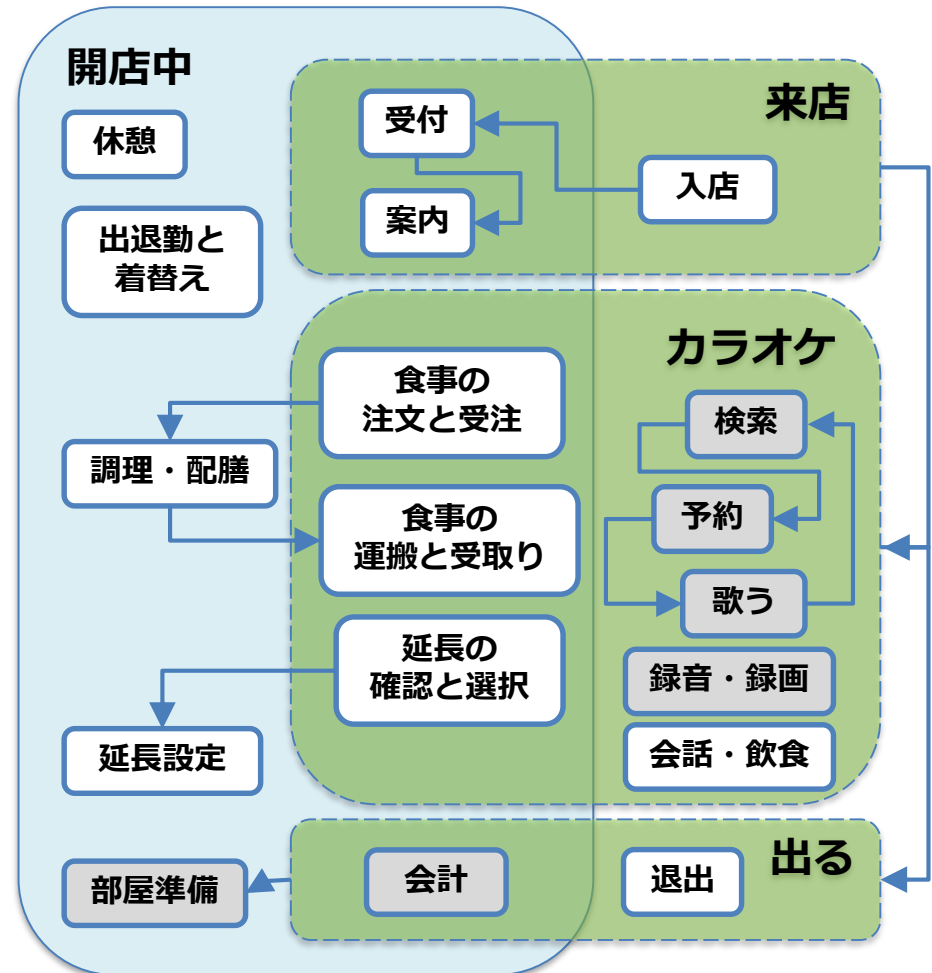 開店中
来店
受付
休憩
入店
案内
出退勤と
着替え
カラオケ
食事の
注文と受注
検索
調理・配膳
予約
食事の
運搬と受取り
歌う
延長の
確認と選択
録音・録画
延長設定
会話・飲食
出る
部屋準備
会計
退出